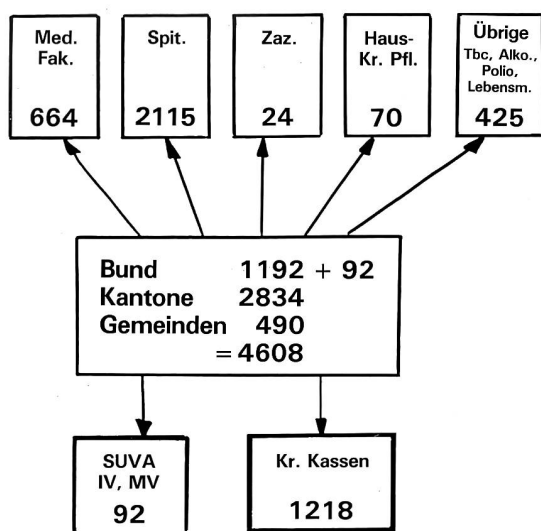 Med.
Fak.
664
Spit.
2115
Zaz.
24
Haus-
Kr. Pfl.
70
Übrige
Tbc, Alko.,
Polio,
Lebensm.
425
Bund 1192 + 92
Kantone 2834
Gemeinden 490
= 4608
SUVA
IV, MV
92
Kr. Kassen
1218